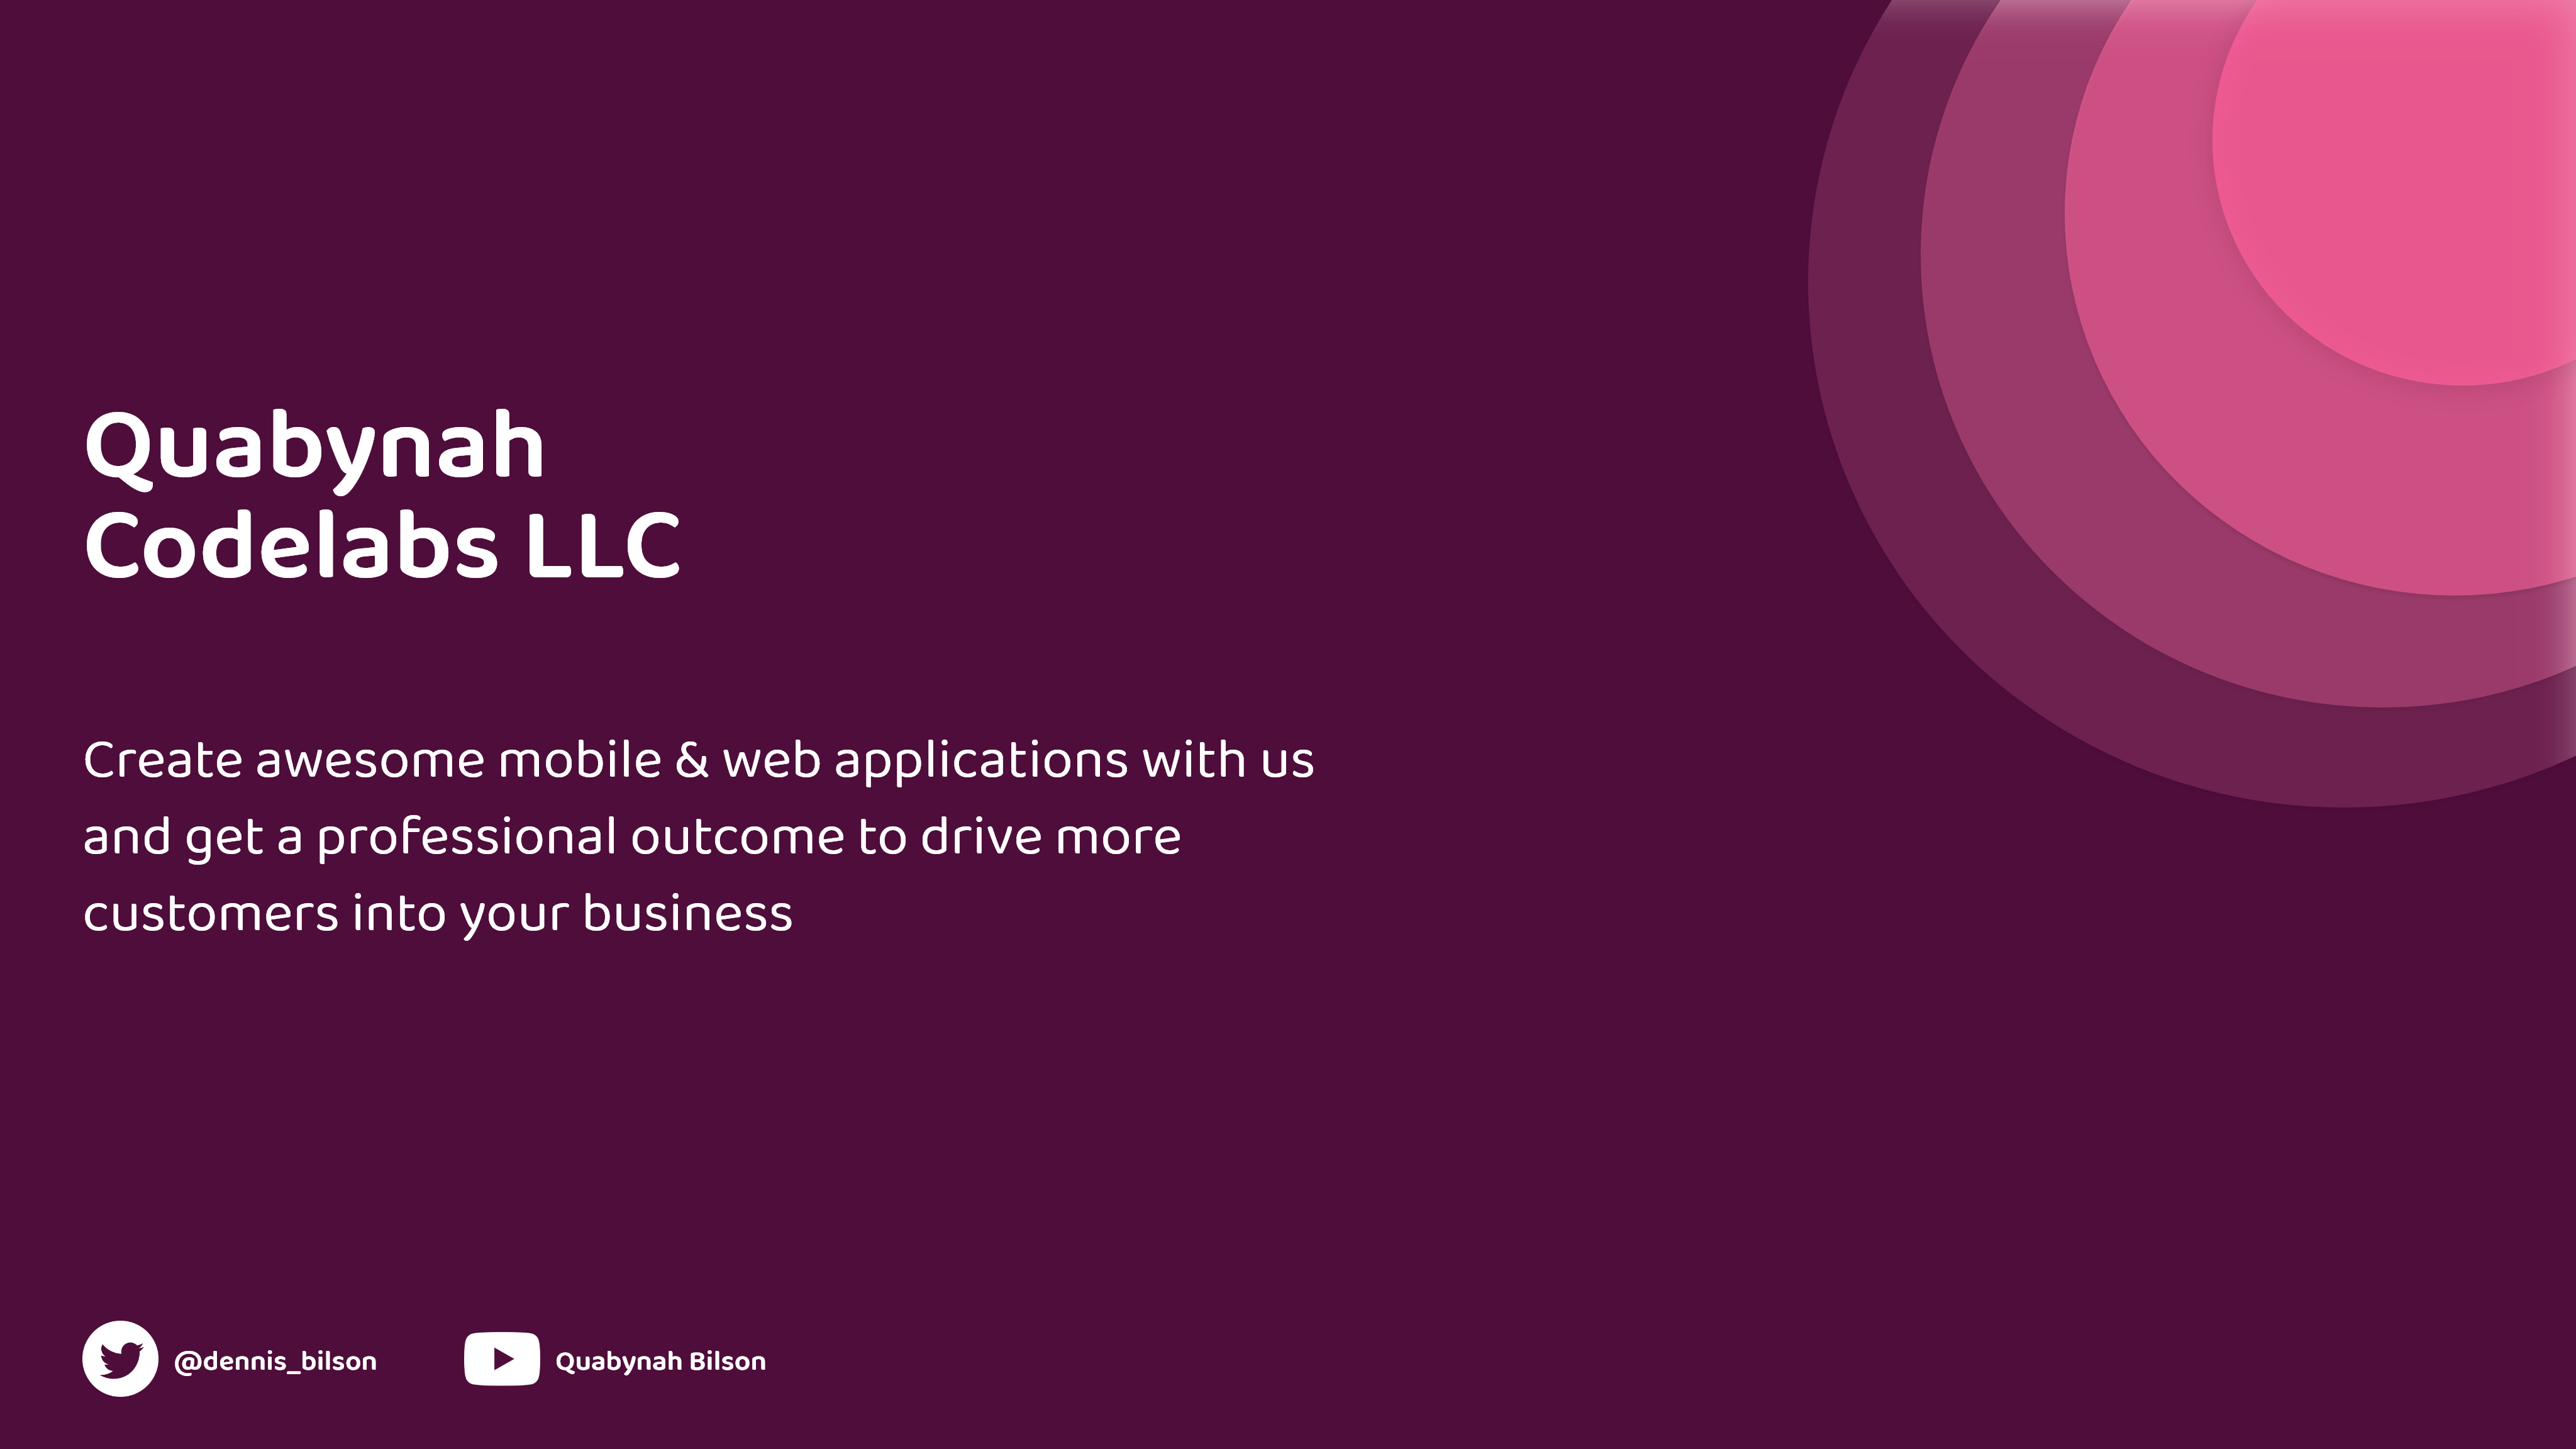 Quabynah
Codelabs LLC
Create awesome mobile & web applications with us
and get a professional outcome to drive more
customers into your business
@dennis_bilson
Quabynah Bilson